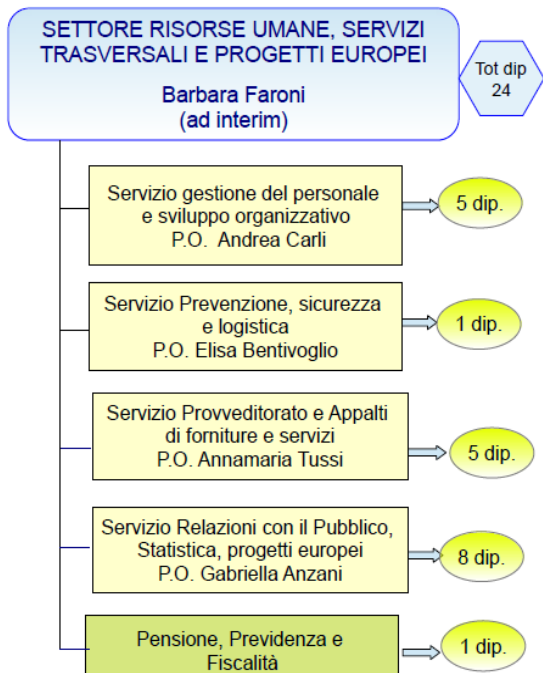 SETTORE RISORSE UMANE, SERVIZI
TRASVERSALI E PROGETTI EUROPEI
Barbara Faroni
(ad interim)
Tot dip
24
Servizio gestione del personale
e sviluppo organizzativo
P.O. Andrea Carli
5 dip.
Servizio Prevenzione, sicurezza
e logistica
P.O. Elisa Bentivoglio
1 dip.
Servizio Provveditorato e Appalti
di forniture e servizi
P.O. Annamaria Tussi
5 dip.
Servizio Relazioni con il Pubblico,
Statistica, progetti europei
P.O. Gabriella Anzani
8 dip.
Pensione, Previdenza e
Fiscalità
1 dip.